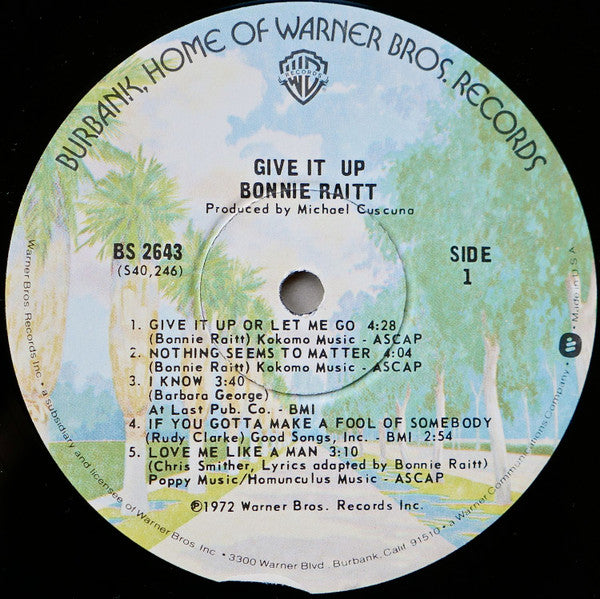 BURBANK, HOME OF WARNER BROS. RECORDS
WB
RECORDS
GIVE IT UP
BONNIE RAITT
Produced by Michael Cuscuna
BS 2643
(S40,246)
SIDE
1
1. GIVE IT UP OR LET ME GO 4:28
(Bonnie Raitt) Kokomo Music - ASCAP
2. NOTHING SEEMS TO MATTER 4:04
(Bonnie Raitt) Kokomo Music - ASCAP
3. I KNOW 3:40
(Barbara George)
At Last Pub. Co. - BMI
4. IF YOU GOTTA MAKE A FOOL OF SOMEBODY
(Rudy Clarke) Good Songs, Inc. - BMI 2:54
5. LOVE ME LIKE A MAN 3:10
(Chris Smither, Lyrics adapted by Bonnie Raitt)
Poppy Music/Homunculus Music - ASCAP
℗1972 Warner Bros. Records Inc.
Warner Bros. Records Inc. • a subsidiary and licensee of Warner Bros. Inc. • 3300 Warner Blvd., Burbank, Calif. 91510 • a Warner Communications Company. • Made in U.S.A.